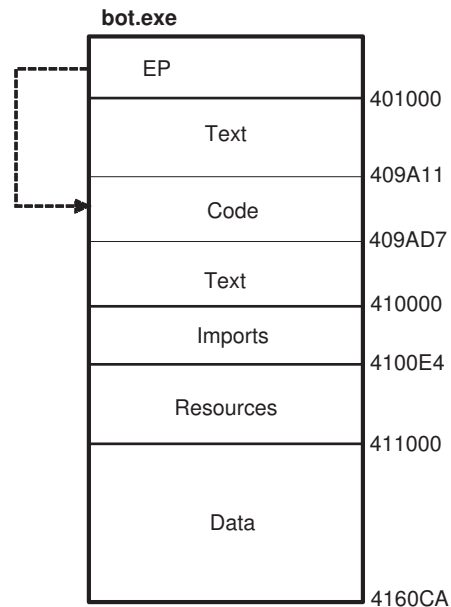 bot.exe
EP
401000
Text
409A11
Code
409AD7
Text
410000
Imports
4100E4
Resources
411000
Data
4160CA